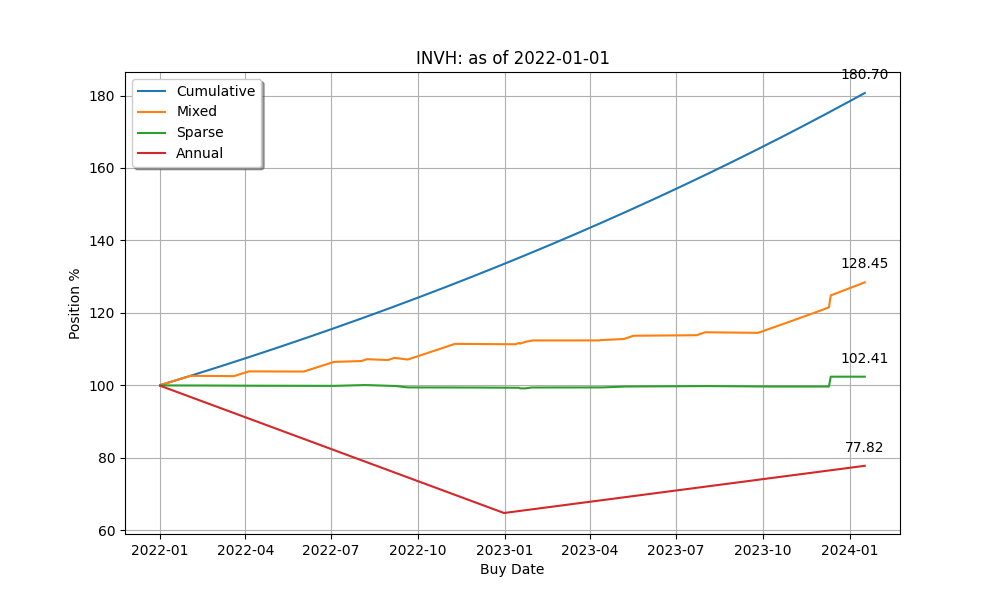 INVH: as of 2022-01-01
180.70
180
Cumulative
Mixed
Sparse
Annual
160
140
128.45
120
102.41
100
77.82
80
60
Position %
2022-01 2022-04 2022-07 2022-10 2023-01 2023-04 2023-07 2023-10 2024-01
Buy Date